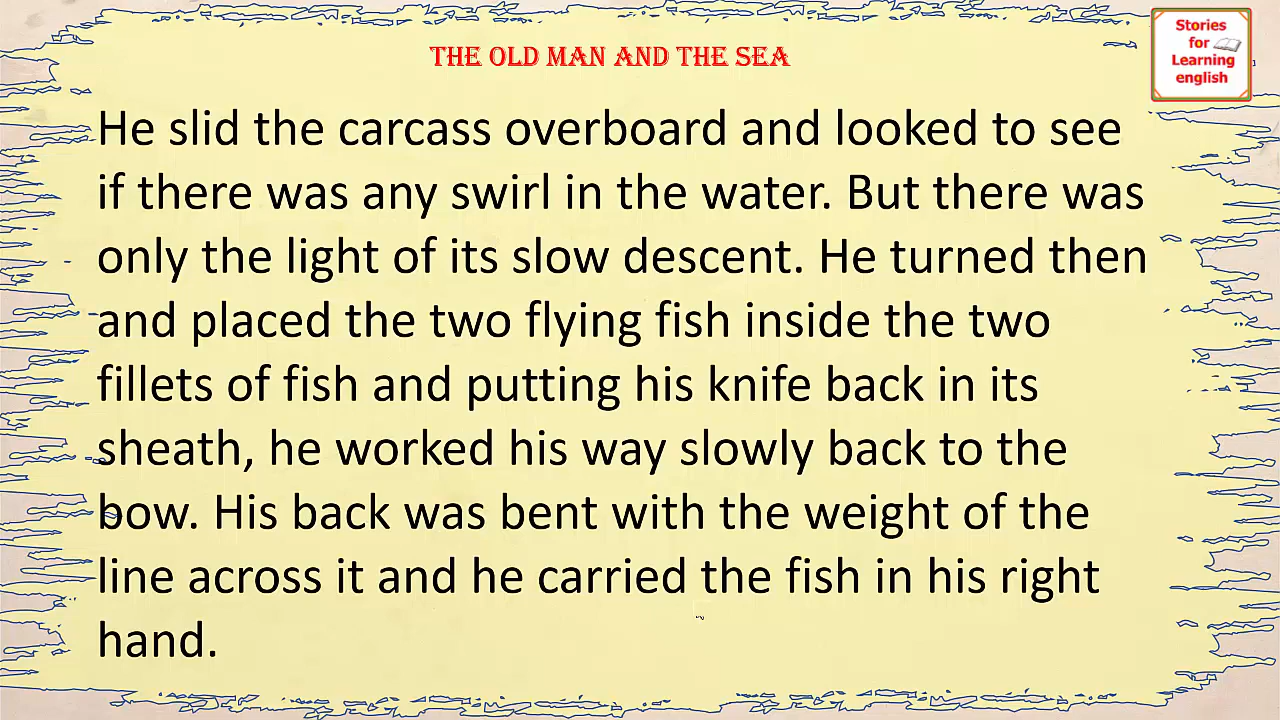 THE OLD MAN AND THE SEA
Stories
for
Learning
english
He slid the carcass overboard and looked to see
if there was any swirl in the water. But there was
only the light of its slow descent. He turned then
and placed the two flying fish inside the two
fillets of fish and putting his knife back in its
sheath, he worked his way slowly back to the
bow. His back was bent with the weight of the
line across it and he carried the fish in his right
hand.